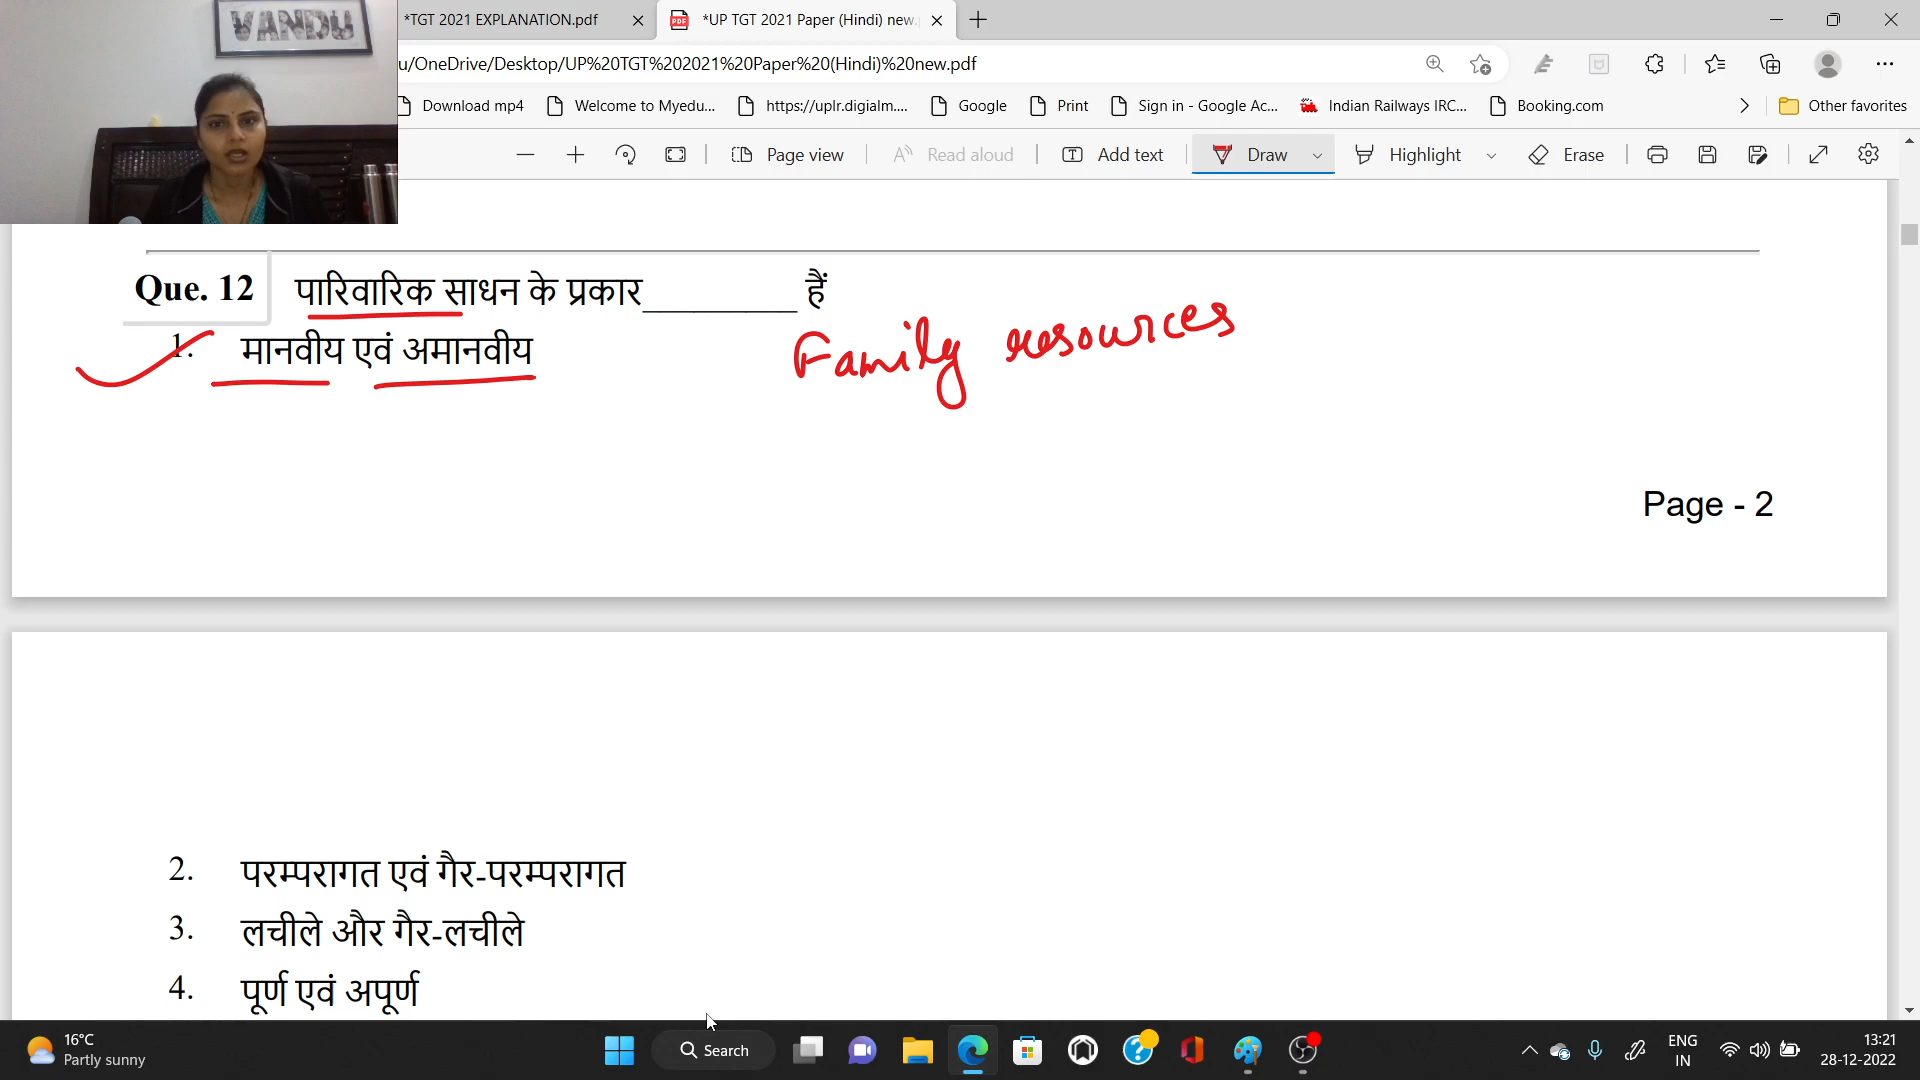 VANDU
*TGT 2021 EXPLANATION.pdf
*UP TGT 2021 Paper (Hindi) new.
u/OneDrive/Desktop/UP%20TGT%202021%20Paper%20(Hindi)%20new.pdf
Download mp4 Welcome to Myedu... https://uplr.digialm.... Google Print Sign in - Google Ac... Indian Railways IRC... Booking.com Other favorites
Page view Read aloud Add text Draw Highlight Erase
Que. 12 पारिवारिक साधन के प्रकार_________ हैं
Family resources
1. मानवीय एवं अमानवीय
Page - 2
2. परम्परागत एवं गैर-परम्परागत
3. लचीले और गैर-लचीले
4. पूर्ण एवं अपूर्ण
16°C
Partly sunny
Search
ENG
IN
13:21
28-12-2022